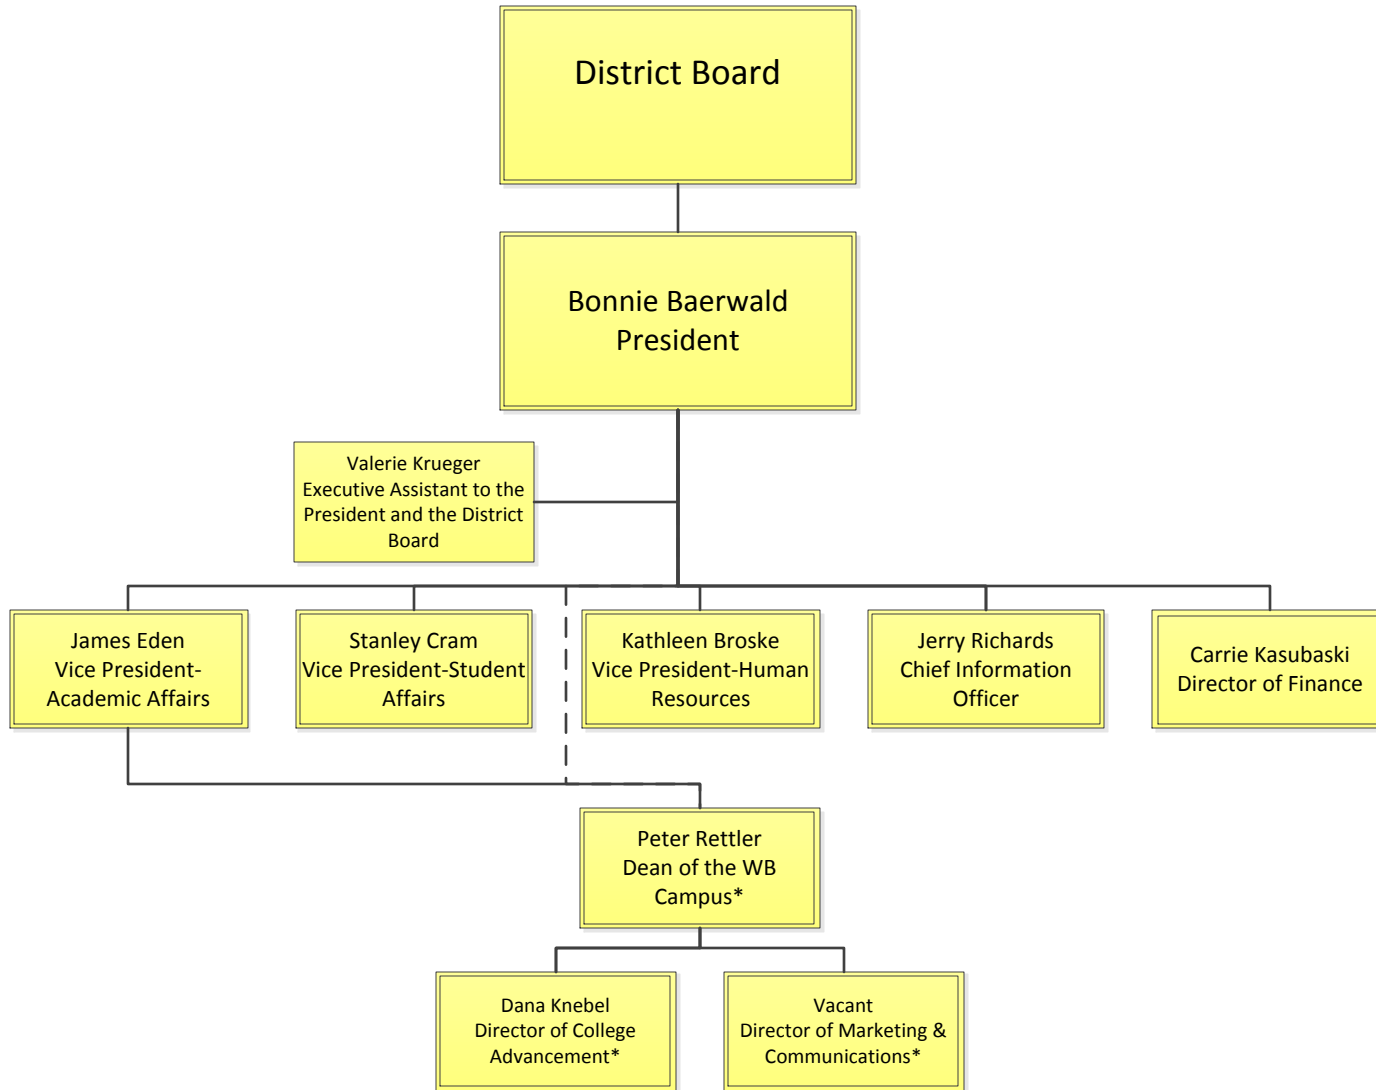 District Board
Bonnie Baerwald
President
Valerie Krueger
Executive Assistant to the
President and the District
Board
James Eden
Vice President-
Academic Affairs
Stanley Cram
Vice President-Student
Affairs
Kathleen Broske
Vice President-Human
Resources
Jerry Richards
Chief Information
Officer
Carrie Kasubaski
Director of Finance
Peter Rettler
Dean of the WB
Campus*
Dana Knebel
Director of College
Advancement*
Vacant
Director of Marketing &
Communications*